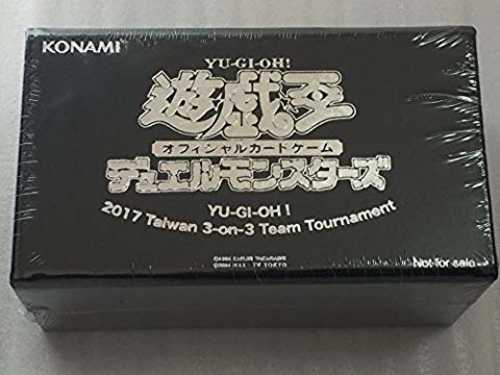 KONAMI
YU-GI-OH!
遊戯王
オフィシャルカードゲーム
デュエルモンスターズ
YU-GI-OH !
2017 Taiwan 3-on-3 Team Tournament
Not for sale